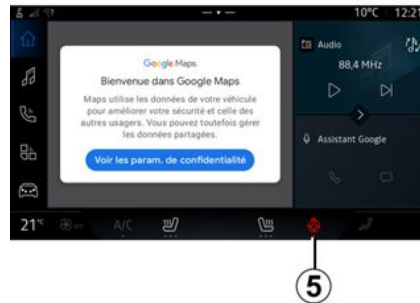 10°C 12:21
Google Maps
Bienvenue dans Google Maps
Maps utilise les données de votre véhicule
pour améliorer votre sécurité et celle des
autres usagers. Vous pouvez toutefois gérer
les données partagées.
Voir les param. de confidentialité
Audio
88,4 MHz
Assistant Google
21°C
OFF
A/C
5